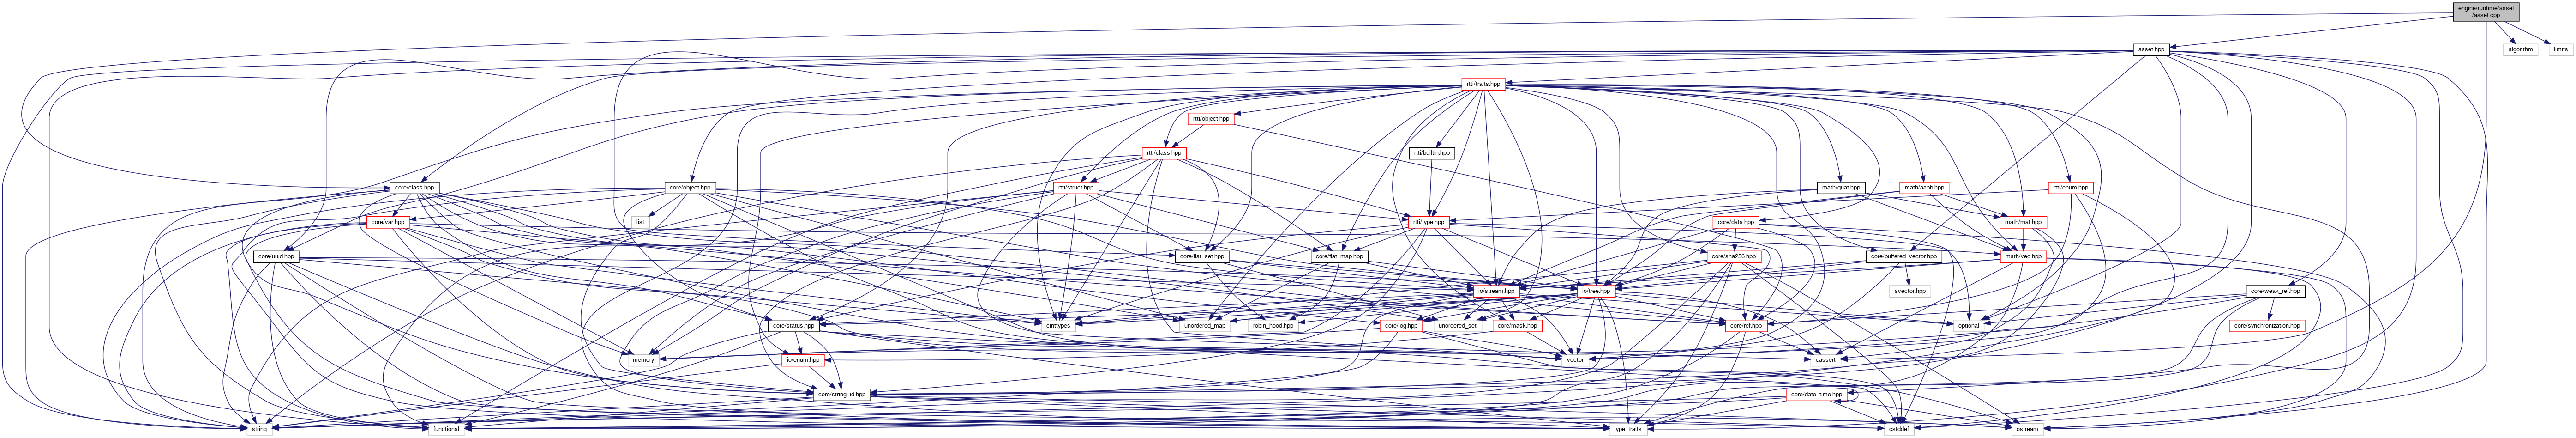 engine/runtime/asset
/asset.cpp
asset.hpp
algorithm
limits
rtti/traits.hpp
rtti/object.hpp
rtti/class.hpp
rtti/builtin.hpp
core/class.hpp
core/object.hpp
rtti/struct.hpp
math/quat.hpp
math/aabb.hpp
rtti/enum.hpp
core/var.hpp
list
rtti/type.hpp
core/data.hpp
math/mat.hpp
core/uuid.hpp
core/flat_set.hpp
core/flat_map.hpp
core/sha256.hpp
core/buffered_vector.hpp
math/vec.hpp
io/stream.hpp
io/tree.hpp
svector.hpp
core/weak_ref.hpp
core/status.hpp
cinttypes
unordered_map
robin_hood.hpp
core/log.hpp
unordered_set
core/mask.hpp
core/ref.hpp
optional
core/synchronization.hpp
memory
io/enum.hpp
vector
cassert
core/string_id.hpp
core/date_time.hpp
string
functional
type_traits
cstddef
ostream